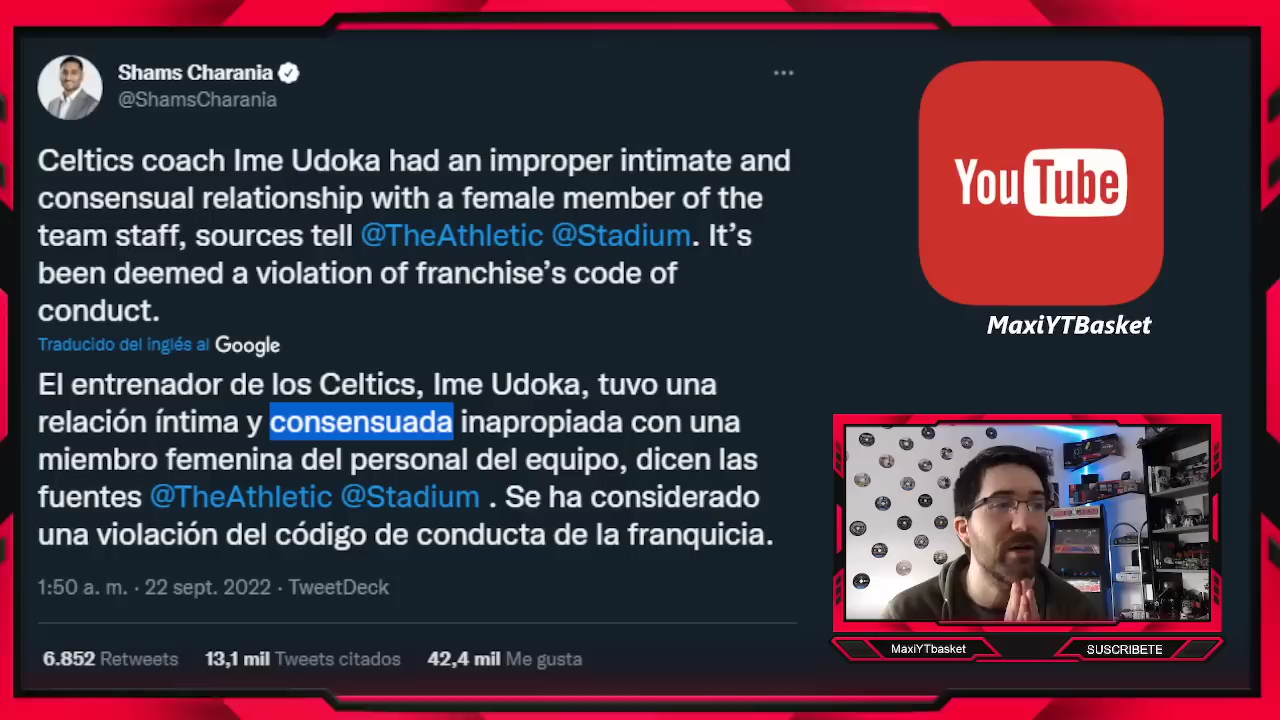 Shams Charania
@ShamsCharania
Celtics coach Ime Udoka had an improper intimate and
consensual relationship with a female member of the
team staff, sources tell @TheAthletic @Stadium. It’s
been deemed a violation of franchise’s code of
conduct.
Traducido del inglés al Google
El entrenador de los Celtics, Ime Udoka, tuvo una
relación íntima y consensuada inapropiada con una
miembro femenina del personal del equipo, dicen las
fuentes @TheAthletic @Stadium . Se ha considerado
una violación del código de conducta de la franquicia.
1:50 a. m. · 22 sept. 2022 · TweetDeck
6.852 Retweets 13,1 mil Tweets citados 42,4 mil Me gusta
YouTube
MaxiYTBasket
MaxiYTbasket
SUSCRIBETE